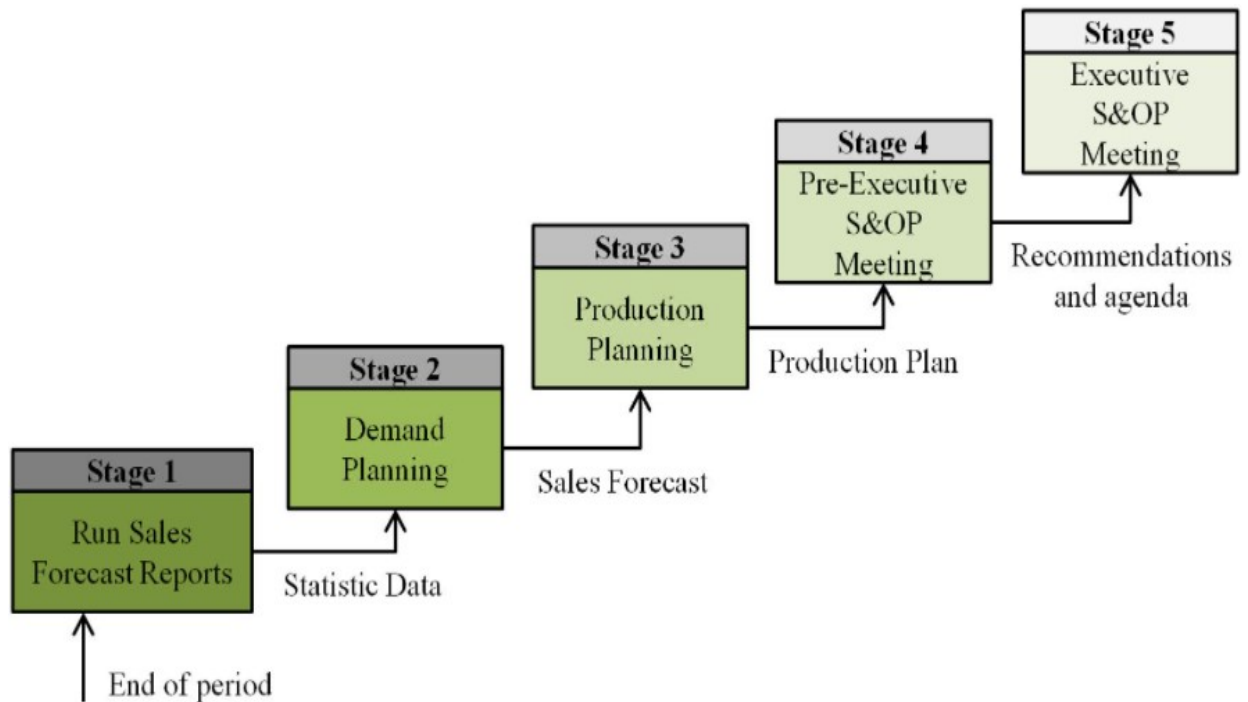 Stage 5
Executive
S&OP
Meeting
Stage 4
Pre-Executive
S&OP
Meeting
Recommendations
and agenda
Stage 3
Production
Planning
Production Plan
Stage 2
Demand
Planning
Sales Forecast
Stage 1
Run Sales
Forecast Reports
Statistic Data
End of period